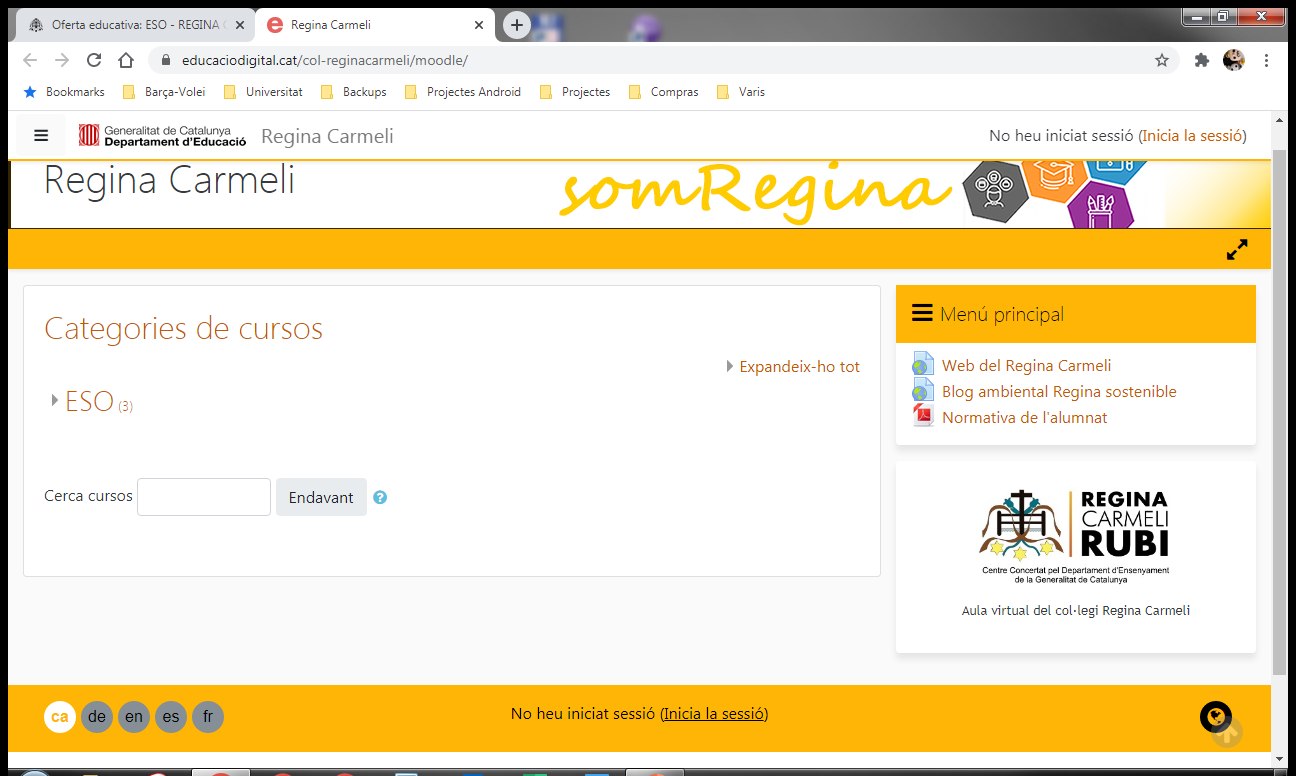 Oferta educativa: ESO - REGINA
Regina Carmeli
educaciodigital.cat/col-reginacarmeli/moodle/
Bookmarks Barça-Volei Universitat Backups Projectes Android Projectes Compras Varis
Generalitat de Catalunya
Departament d'Educació
Regina Carmeli
No heu iniciat sessió (Inicia la sessió)
Regina Carmeli
somRegina
Categories de cursos
Expandeix-ho tot
ESO (3)
Cerca cursos Endavant ?
Menú principal
Web del Regina Carmeli
Blog ambiental Regina sostenible
Normativa de l'alumnat
REGINA
CARMELI
RUBI
Centre Concertat pel Departament d'Ensenyament
de la Generalitat de Catalunya
Aula virtual del col·legi Regina Carmeli
ca de en es fr
No heu iniciat sessió (Inicia la sessió)